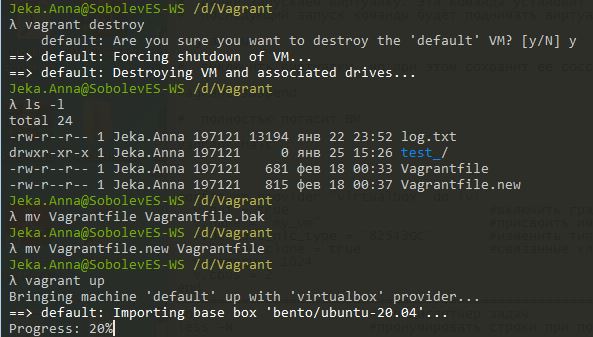 Jeka.Anna@SobolevES-WS /d/Vagrant
λ vagrant destroy
default: Are you sure you want to destroy the 'default' VM? [y/N] y
==> default: Forcing shutdown of VM...
==> default: Destroying VM and associated drives...
Jeka.Anna@SobolevES-WS /d/Vagrant
λ ls -l
total 24
-rw-r--r-- 1 Jeka.Anna 197121 13194 янв 22 23:52 log.txt
drwxr-xr-x 1 Jeka.Anna 197121 0 янв 25 15:26 test_/
-rw-r--r-- 1 Jeka.Anna 197121 681 фев 18 00:33 Vagrantfile
-rw-r--r-- 1 Jeka.Anna 197121 815 фев 18 00:37 Vagrantfile.new
Jeka.Anna@SobolevES-WS /d/Vagrant
λ mv Vagrantfile Vagrantfile.bak
Jeka.Anna@SobolevES-WS /d/Vagrant
λ mv Vagrantfile.new Vagrantfile
Jeka.Anna@SobolevES-WS /d/Vagrant
λ vagrant up
Bringing machine 'default' up with 'virtualbox' provider...
==> default: Importing base box 'bento/ubuntu-20.04'...
Progress: 20%